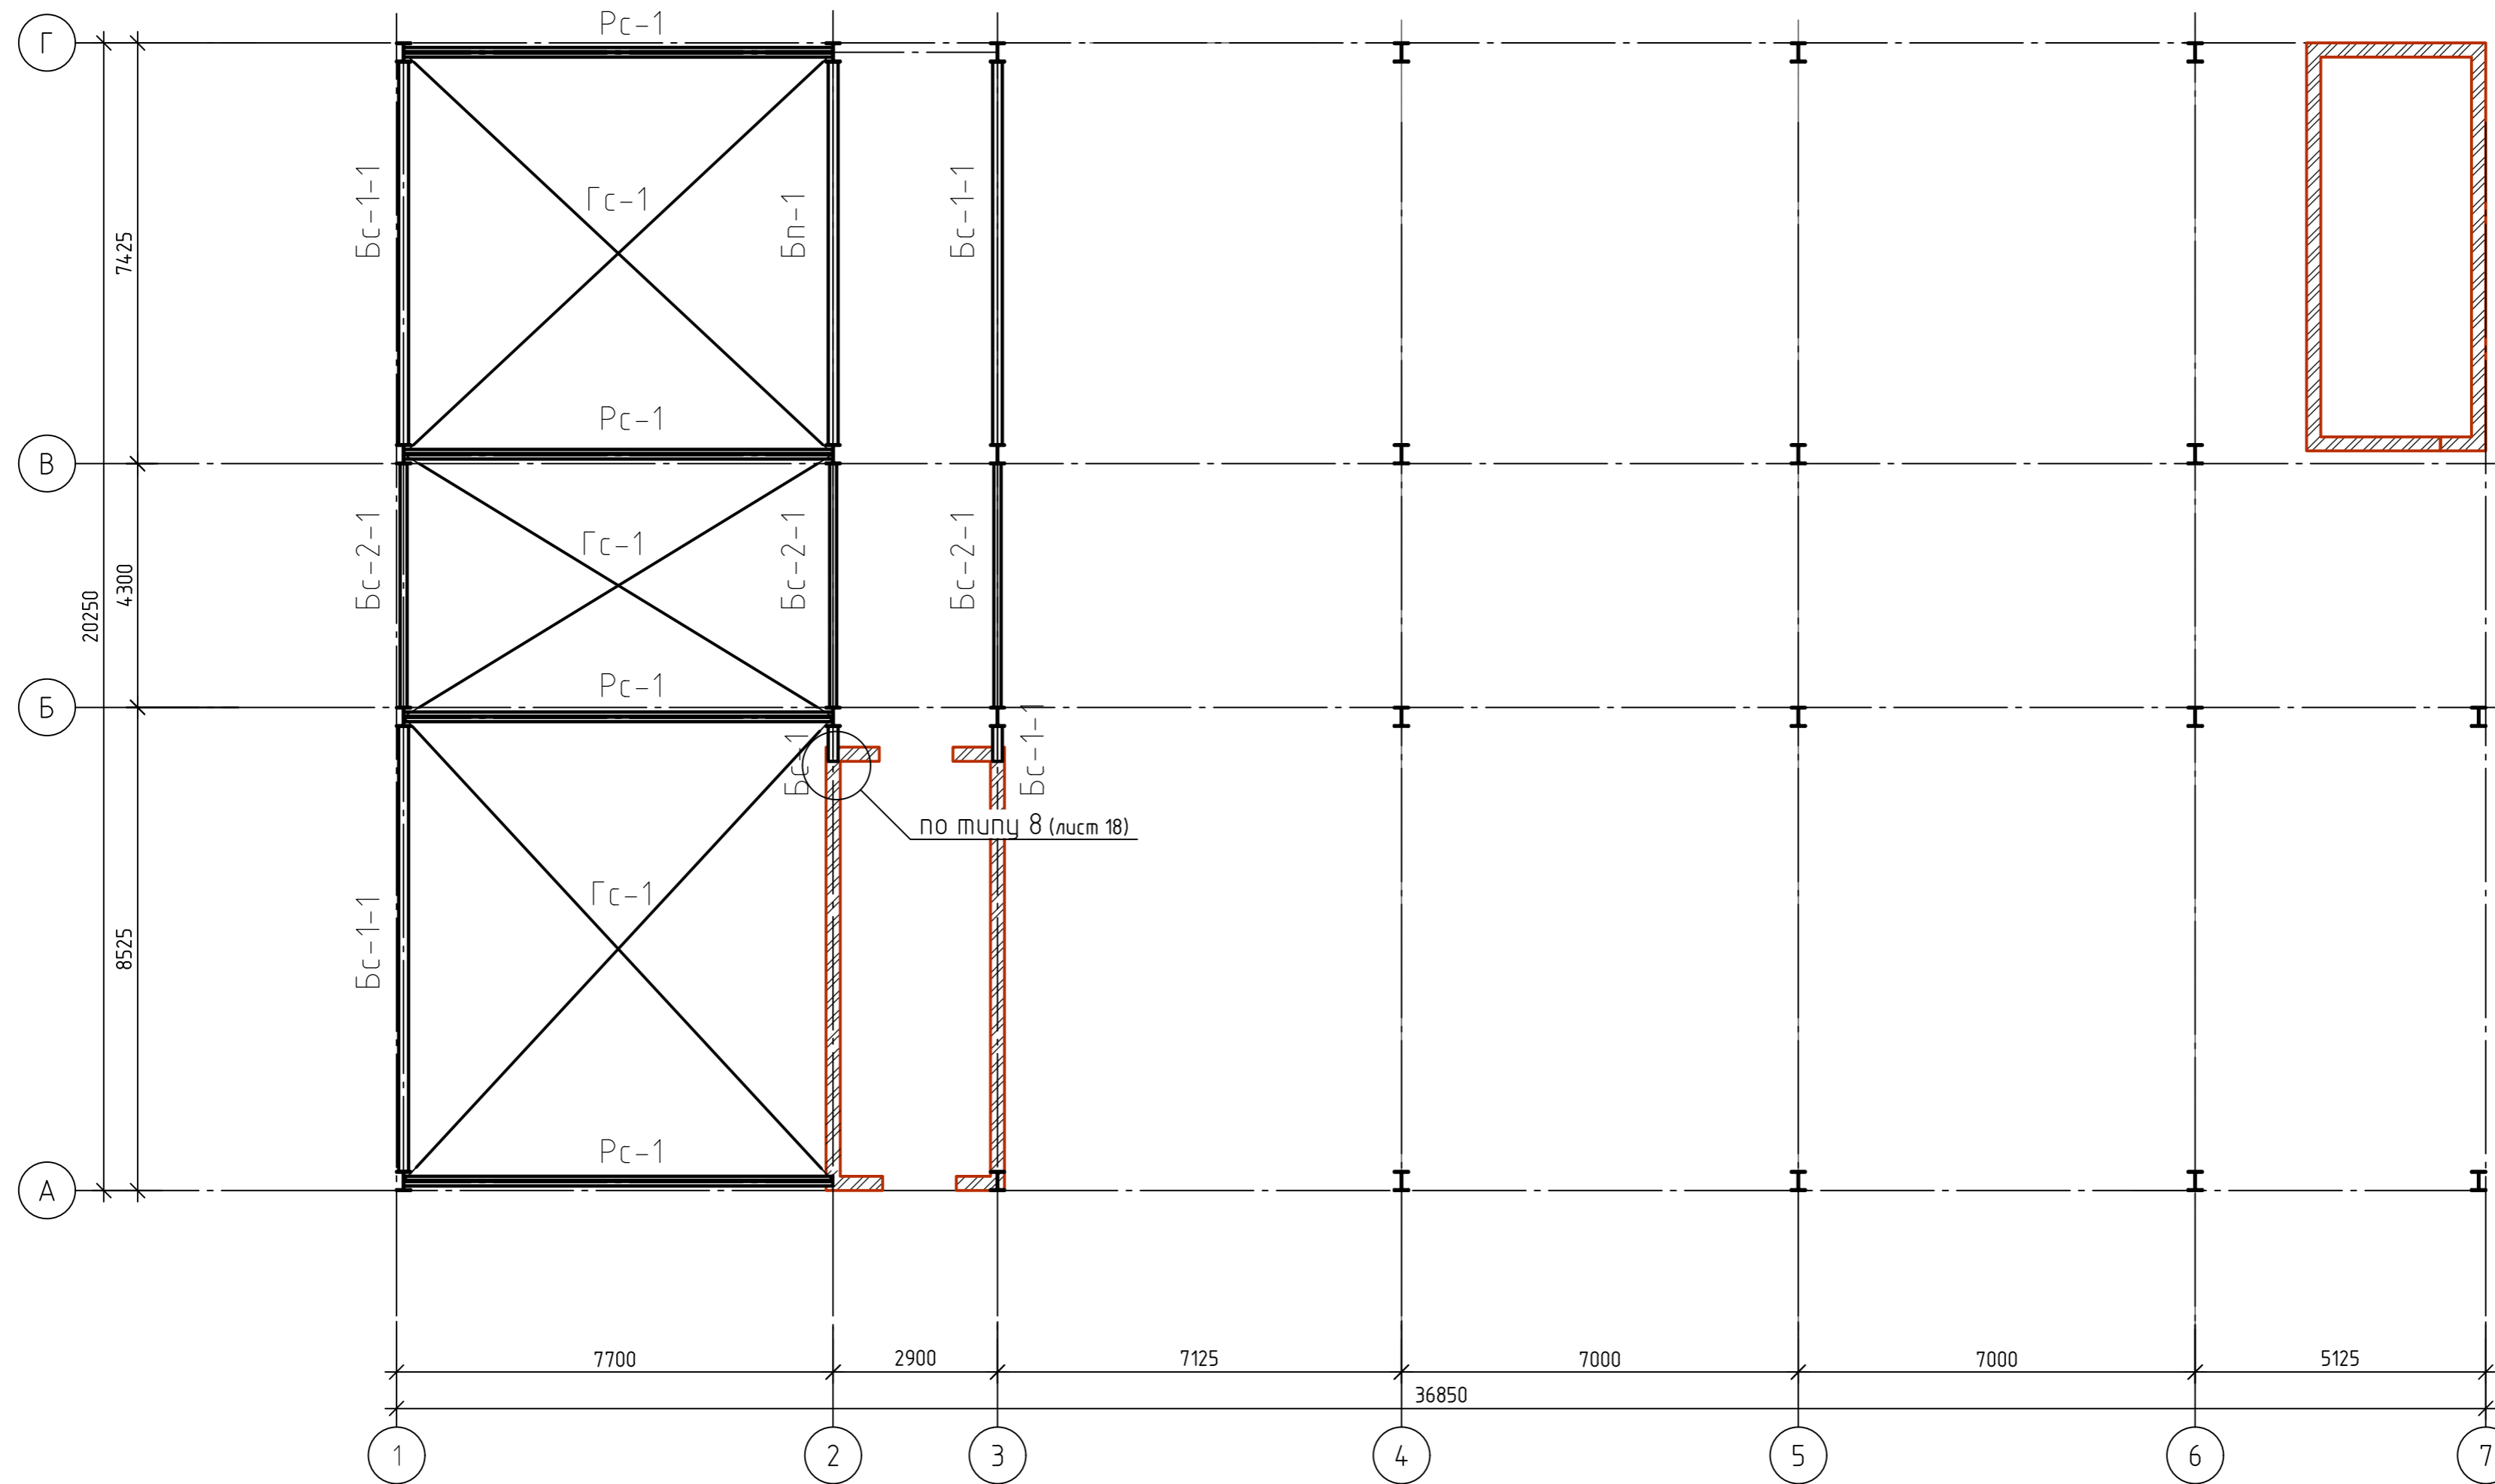 Рс-1
Г
Бс-1-1
Гс-1
Бп-1
Бс-1-1
7425
Рс-1
В
Бс-2-1
Гс-1
Бс-2-1
Бс-2-1
4300
20250
Рс-1
Б
Бс-1
Бс-1-1
по типу 8 (лист 18)
Гс-1
Бс-1-1
8525
Рс-1
А
7700
2900
7125
7000
7000
5125
36850
1
2
3
4
5
6
7